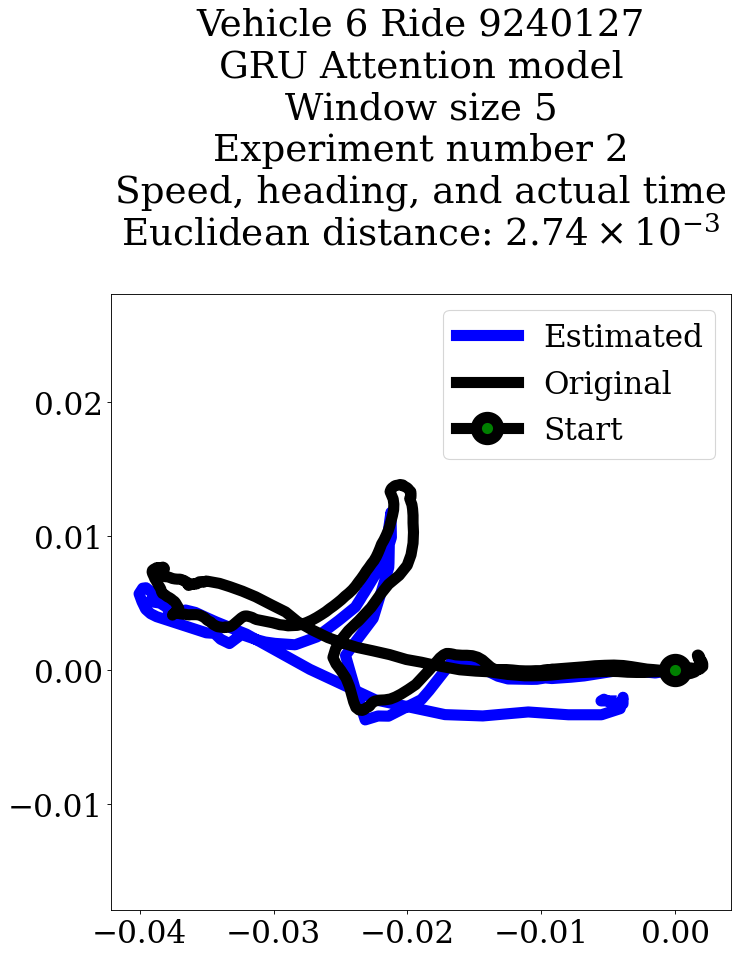 Vehicle 6 Ride 9240127
GRU Attention model
Window size 5
Experiment number 2
Speed, heading, and actual time
Euclidean distance: 2.74 × 10⁻³
Estimated
Original
Start
0.02
0.01
0.00
−0.01
−0.04 −0.03 −0.02 −0.01 0.00